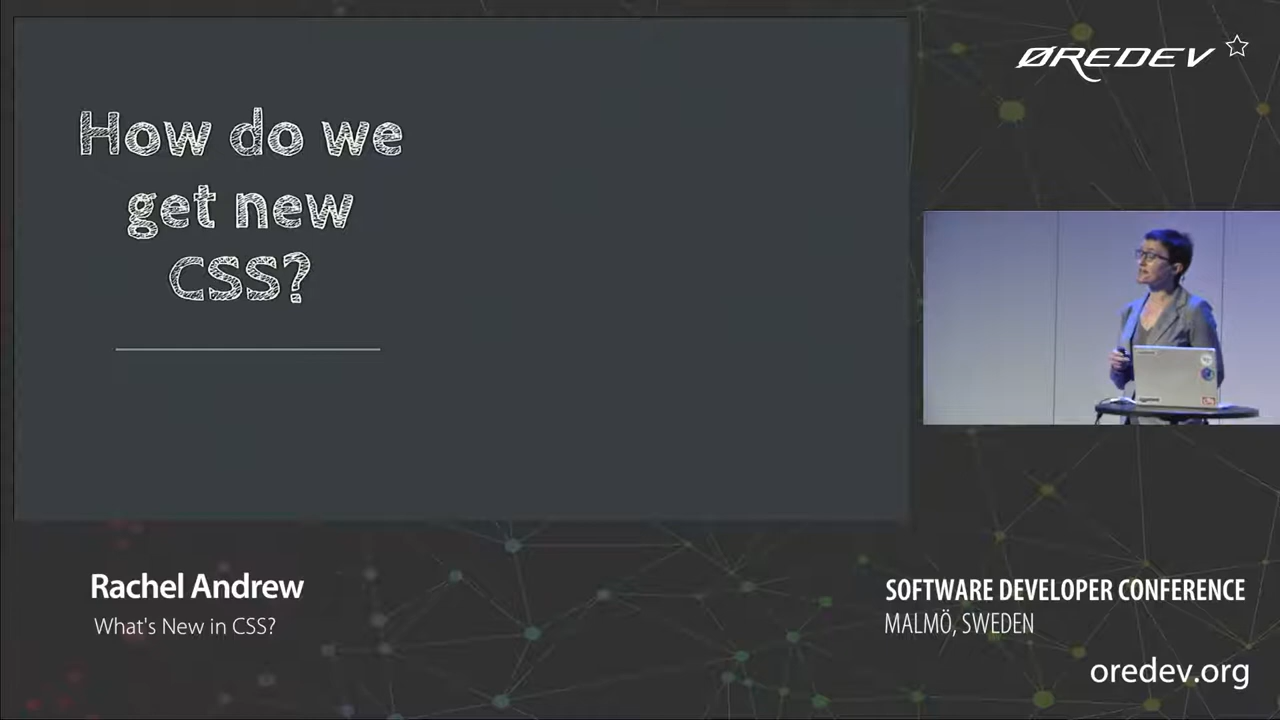 How do we
get new
CSS?
ØREDEV
Rachel Andrew
What's New in CSS?
SOFTWARE DEVELOPER CONFERENCE
MALMÖ, SWEDEN
oredev.org